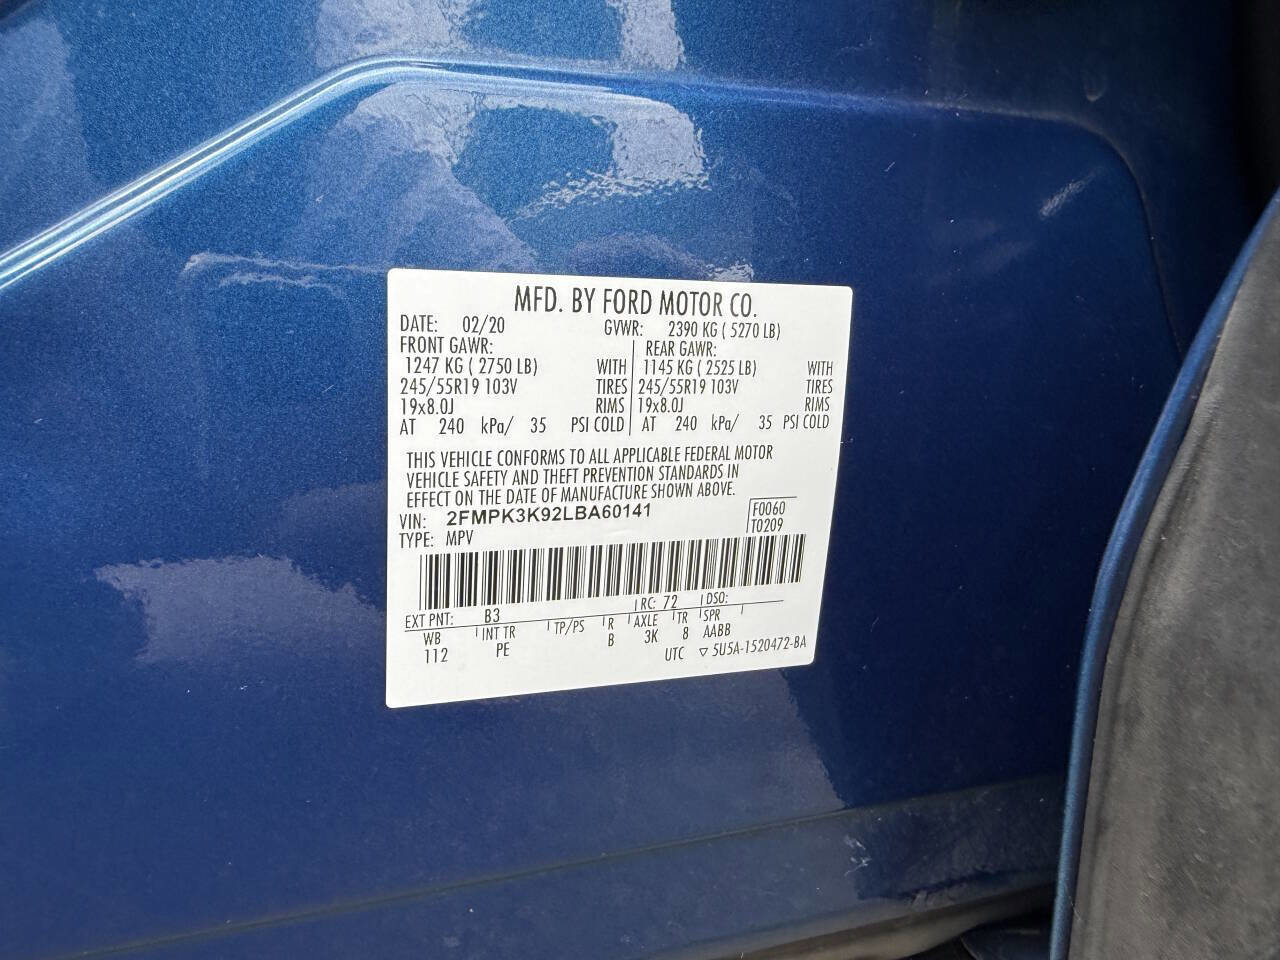 MFD. BY FORD MOTOR CO.
DATE: 02/20 GVWR: 2390 KG ( 5270 LB)
FRONT GAWR: REAR GAWR:
1247 KG ( 2750 LB) WITH 1145 KG ( 2525 LB) WITH
245/55R19 103V TIRES 245/55R19 103V TIRES
19x8.0J RIMS 19x8.0J RIMS
AT 240 kPa/ 35 PSI COLD AT 240 kPa/ 35 PSI COLD
THIS VEHICLE CONFORMS TO ALL APPLICABLE FEDERAL MOTOR
VEHICLE SAFETY AND THEFT PREVENTION STANDARDS IN
EFFECT ON THE DATE OF MANUFACTURE SHOWN ABOVE.
VIN: 2FMPK3K92LBA60141 F0060
TYPE: MPV T0209
EXT PNT: B3 RC: 72 DSO:
WB INT TR TP/PS R AXLE TR SPR
112 PE B 3K 8 AABB
UTC ▽ 5U5A-1520472-BA